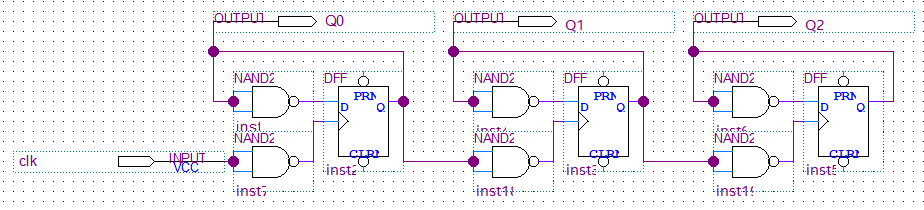 OUTPUT Q0
OUTPUT Q1
OUTPUT Q2
NAND2 DFF NAND2 DFF NAND2 DFF
PRN PRN PRN
D Q D Q D Q
NAND2 NAND2 NAND2
clk INPUT
VCC
CLRN CLRN CLRN
inst7